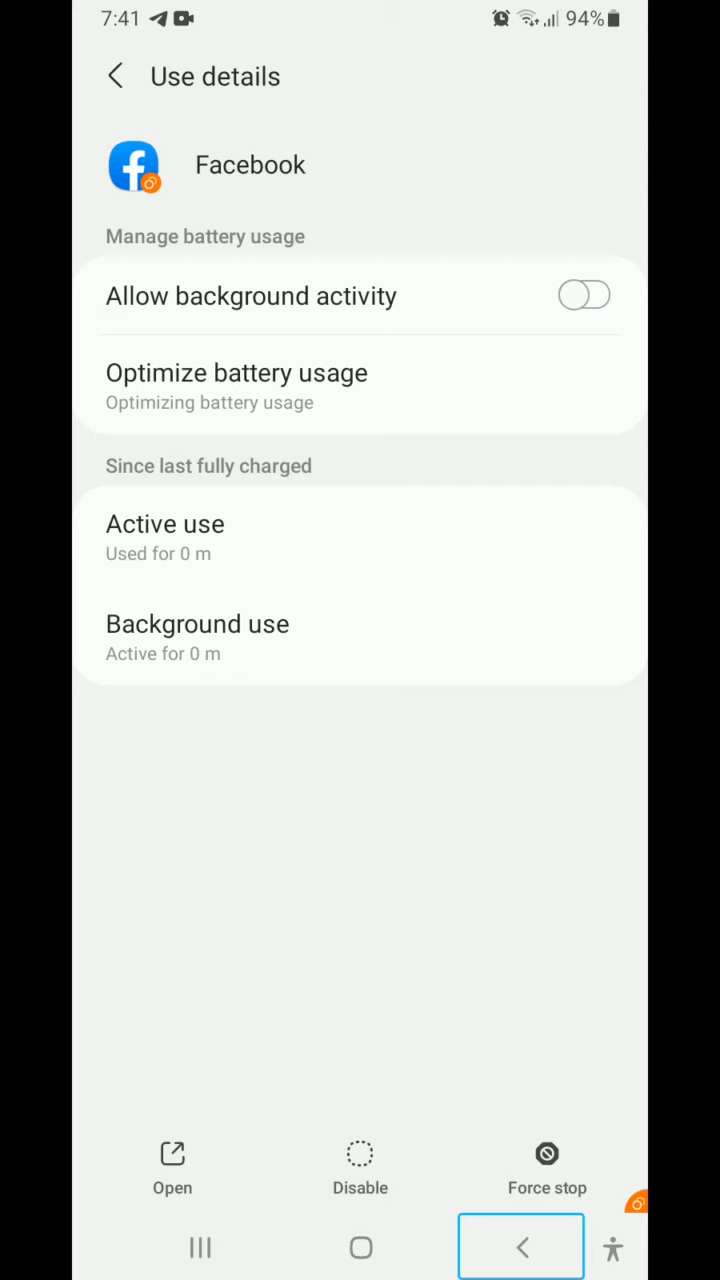 7:41 94%
Use details
Facebook
Manage battery usage
Allow background activity
Optimize battery usage
Optimizing battery usage
Since last fully charged
Active use
Used for 0 m
Background use
Active for 0 m
Open Disable Force stop